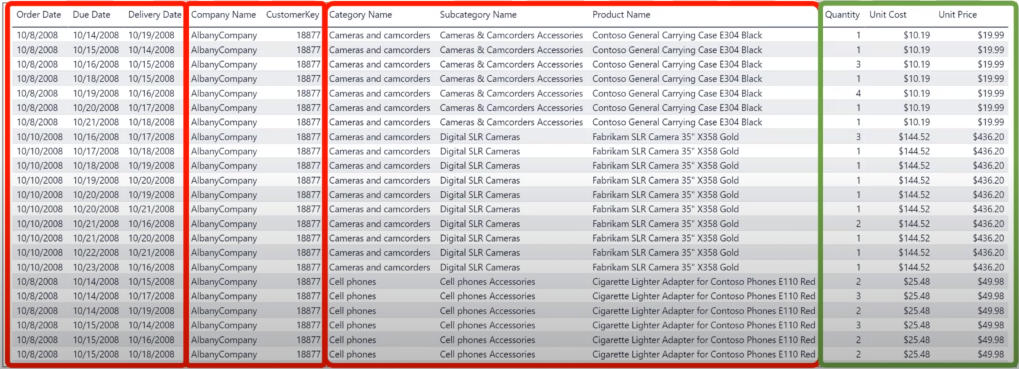 Order Date Due Date Delivery Date Company Name CustomerKey Category Name Subcategory Name Product Name Quantity Unit Cost Unit Price
10/8/2008 10/14/2008 10/19/2008 AlbanyCompany 18877 Cameras and camcorders Cameras & Camcorders Accessories Contoso General Carrying Case E304 Black 1 $10.19 $19.99
10/8/2008 10/15/2008 10/14/2008 AlbanyCompany 18877 Cameras and camcorders Cameras & Camcorders Accessories Contoso General Carrying Case E304 Black 1 $10.19 $19.99
10/8/2008 10/16/2008 10/15/2008 AlbanyCompany 18877 Cameras and camcorders Cameras & Camcorders Accessories Contoso General Carrying Case E304 Black 3 $10.19 $19.99
10/8/2008 10/18/2008 10/15/2008 AlbanyCompany 18877 Cameras and camcorders Cameras & Camcorders Accessories Contoso General Carrying Case E304 Black 1 $10.19 $19.99
10/8/2008 10/19/2008 10/16/2008 AlbanyCompany 18877 Cameras and camcorders Cameras & Camcorders Accessories Contoso General Carrying Case E304 Black 4 $10.19 $19.99
10/8/2008 10/20/2008 10/17/2008 AlbanyCompany 18877 Cameras and camcorders Cameras & Camcorders Accessories Contoso General Carrying Case E304 Black 1 $10.19 $19.99
10/8/2008 10/21/2008 10/18/2008 AlbanyCompany 18877 Cameras and camcorders Cameras & Camcorders Accessories Contoso General Carrying Case E304 Black 1 $10.19 $19.99
10/10/2008 10/16/2008 10/17/2008 AlbanyCompany 18877 Cameras and camcorders Digital SLR Cameras Fabrikam SLR Camera 35" X358 Gold 3 $144.52 $436.20
10/10/2008 10/17/2008 10/18/2008 AlbanyCompany 18877 Cameras and camcorders Digital SLR Cameras Fabrikam SLR Camera 35" X358 Gold 1 $144.52 $436.20
10/10/2008 10/18/2008 10/19/2008 AlbanyCompany 18877 Cameras and camcorders Digital SLR Cameras Fabrikam SLR Camera 35" X358 Gold 1 $144.52 $436.20
10/10/2008 10/19/2008 10/20/2008 AlbanyCompany 18877 Cameras and camcorders Digital SLR Cameras Fabrikam SLR Camera 35" X358 Gold 1 $144.52 $436.20
10/10/2008 10/20/2008 10/19/2008 AlbanyCompany 18877 Cameras and camcorders Digital SLR Cameras Fabrikam SLR Camera 35" X358 Gold 1 $144.52 $436.20
10/10/2008 10/20/2008 10/21/2008 AlbanyCompany 18877 Cameras and camcorders Digital SLR Cameras Fabrikam SLR Camera 35" X358 Gold 1 $144.52 $436.20
10/10/2008 10/21/2008 10/16/2008 AlbanyCompany 18877 Cameras and camcorders Digital SLR Cameras Fabrikam SLR Camera 35" X358 Gold 2 $144.52 $436.20
10/10/2008 10/21/2008 10/20/2008 AlbanyCompany 18877 Cameras and camcorders Digital SLR Cameras Fabrikam SLR Camera 35" X358 Gold 1 $144.52 $436.20
10/10/2008 10/22/2008 10/21/2008 AlbanyCompany 18877 Cameras and camcorders Digital SLR Cameras Fabrikam SLR Camera 35" X358 Gold 1 $144.52 $436.20
10/10/2008 10/23/2008 10/16/2008 AlbanyCompany 18877 Cameras and camcorders Digital SLR Cameras Fabrikam SLR Camera 35" X358 Gold 1 $144.52 $436.20
10/8/2008 10/14/2008 10/15/2008 AlbanyCompany 18877 Cell phones Cell phones Accessories Cigarette Lighter Adapter for Contoso Phones E110 Red 2 $25.48 $49.98
10/8/2008 10/14/2008 10/17/2008 AlbanyCompany 18877 Cell phones Cell phones Accessories Cigarette Lighter Adapter for Contoso Phones E110 Red 3 $25.48 $49.98
10/8/2008 10/14/2008 10/19/2008 AlbanyCompany 18877 Cell phones Cell phones Accessories Cigarette Lighter Adapter for Contoso Phones E110 Red 2 $25.48 $49.98
10/8/2008 10/15/2008 10/14/2008 AlbanyCompany 18877 Cell phones Cell phones Accessories Cigarette Lighter Adapter for Contoso Phones E110 Red 3 $25.48 $49.98
10/8/2008 10/15/2008 10/16/2008 AlbanyCompany 18877 Cell phones Cell phones Accessories Cigarette Lighter Adapter for Contoso Phones E110 Red 2 $25.48 $49.98
10/8/2008 10/15/2008 10/18/2008 AlbanyCompany 18877 Cell phones Cell phones Accessories Cigarette Lighter Adapter for Contoso Phones E110 Red 2 $25.48 $49.98